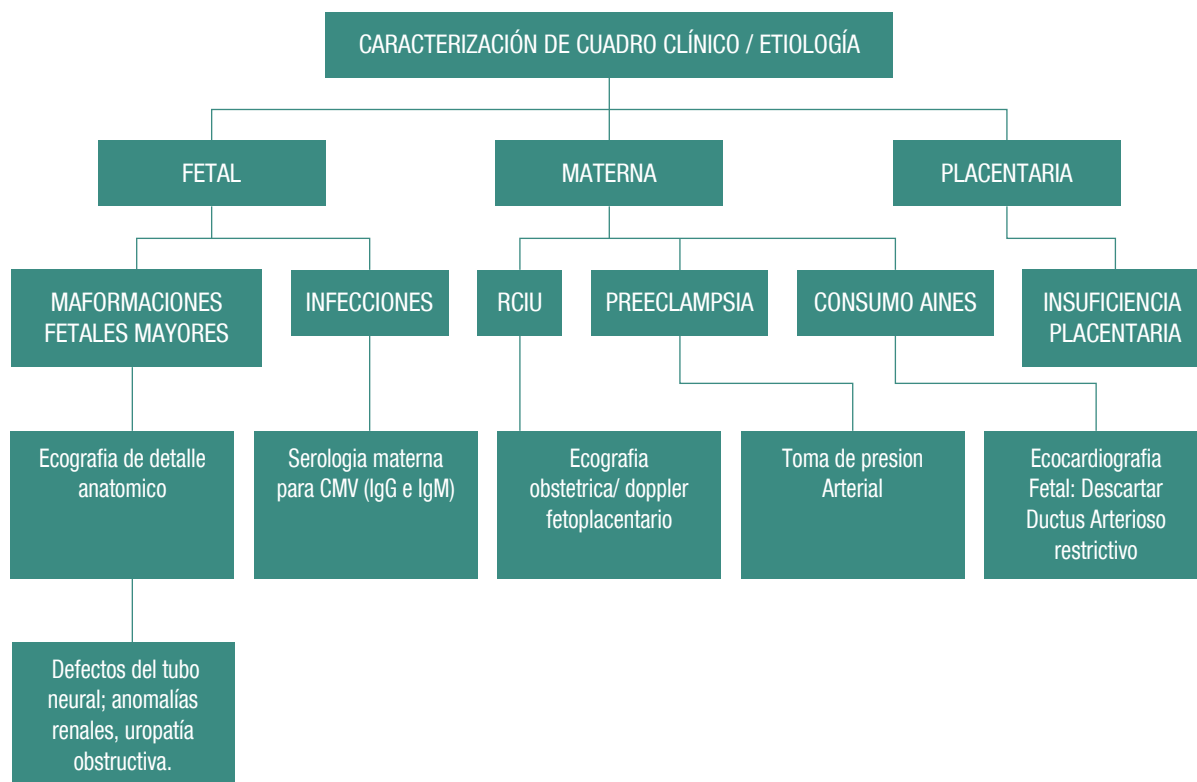 CARACTERIZACIÓN DE CUADRO CLÍNICO / ETIOLOGÍA
FETAL
MATERNA
PLACENTARIA
MAFORMACIONES
FETALES MAYORES
INFECCIONES
RCIU
PREECLAMPSIA
CONSUMO AINES
INSUFICIENCIA
PLACENTARIA
Ecografia de detalle
anatomico
Serologia materna
para CMV (IgG e IgM)
Ecografia
obstetrica/ doppler
fetoplacentario
Toma de presion
Arterial
Ecocardiografia
Fetal: Descartar
Ductus Arterioso
restrictivo
Defectos del tubo
neural; anomalías
renales, uropatía
obstructiva.